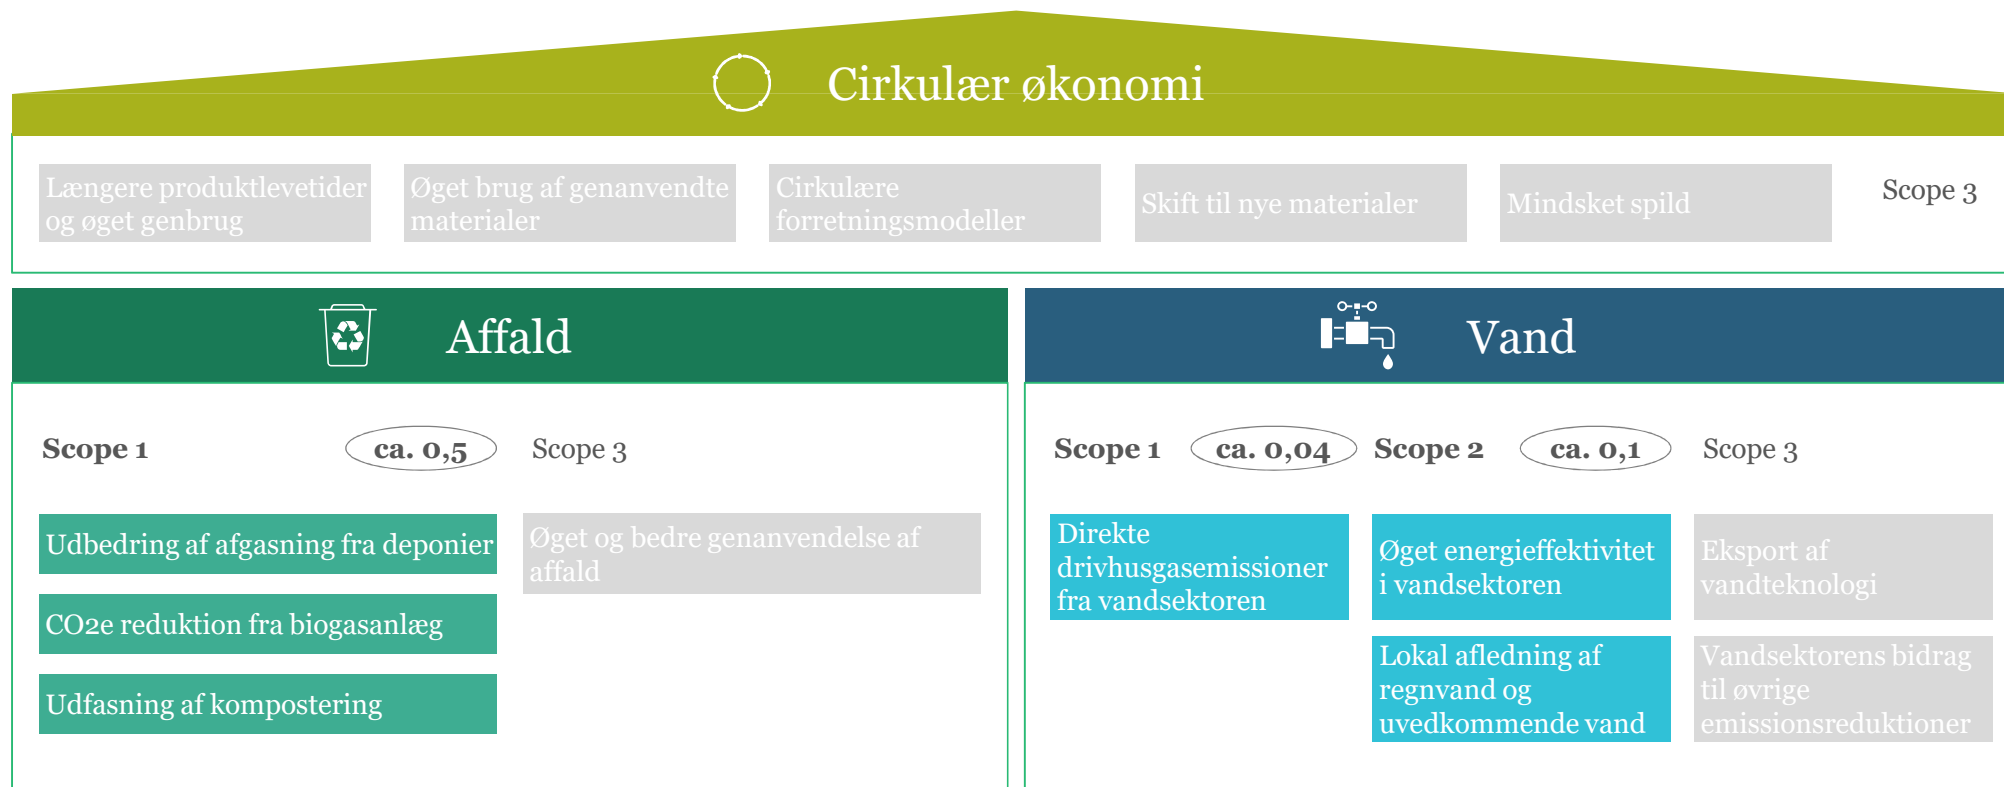 Cirkulær økonomi
Længere produktlevetider
og øget genbrug
Øget brug af genanvendte
materialer
Cirkulære
forretningsmodeller
Skift til nye materialer
Mindsket spild
Scope 3
Affald
Scope 1
ca. 0,5
Scope 3
Udbedring af afgasning fra deponier
CO2e reduktion fra biogasanlæg
Udfasning af kompostering
Øget og bedre genanvendelse af
affald
Vand
Scope 1
ca. 0,04
Scope 2
ca. 0,1
Scope 3
Direkte
drivhusgasemissioner
fra vandsektoren
Øget energieffektivitet
i vandsektoren
Lokal afledning af
regnvand og
uvedkommende vand
Eksport af
vandteknologi
Vandsektorens bidrag
til øvrige
emissionsreduktioner